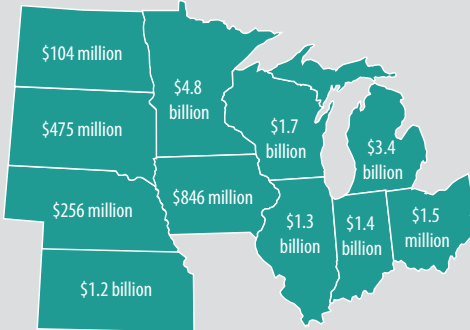 $104 million
$4.8
billion
$475 million
$1.7
billion
$3.4
billion
$846 million
$256 million
$1.3
billion
$1.4
billion
$1.5
million
$1.2 billion